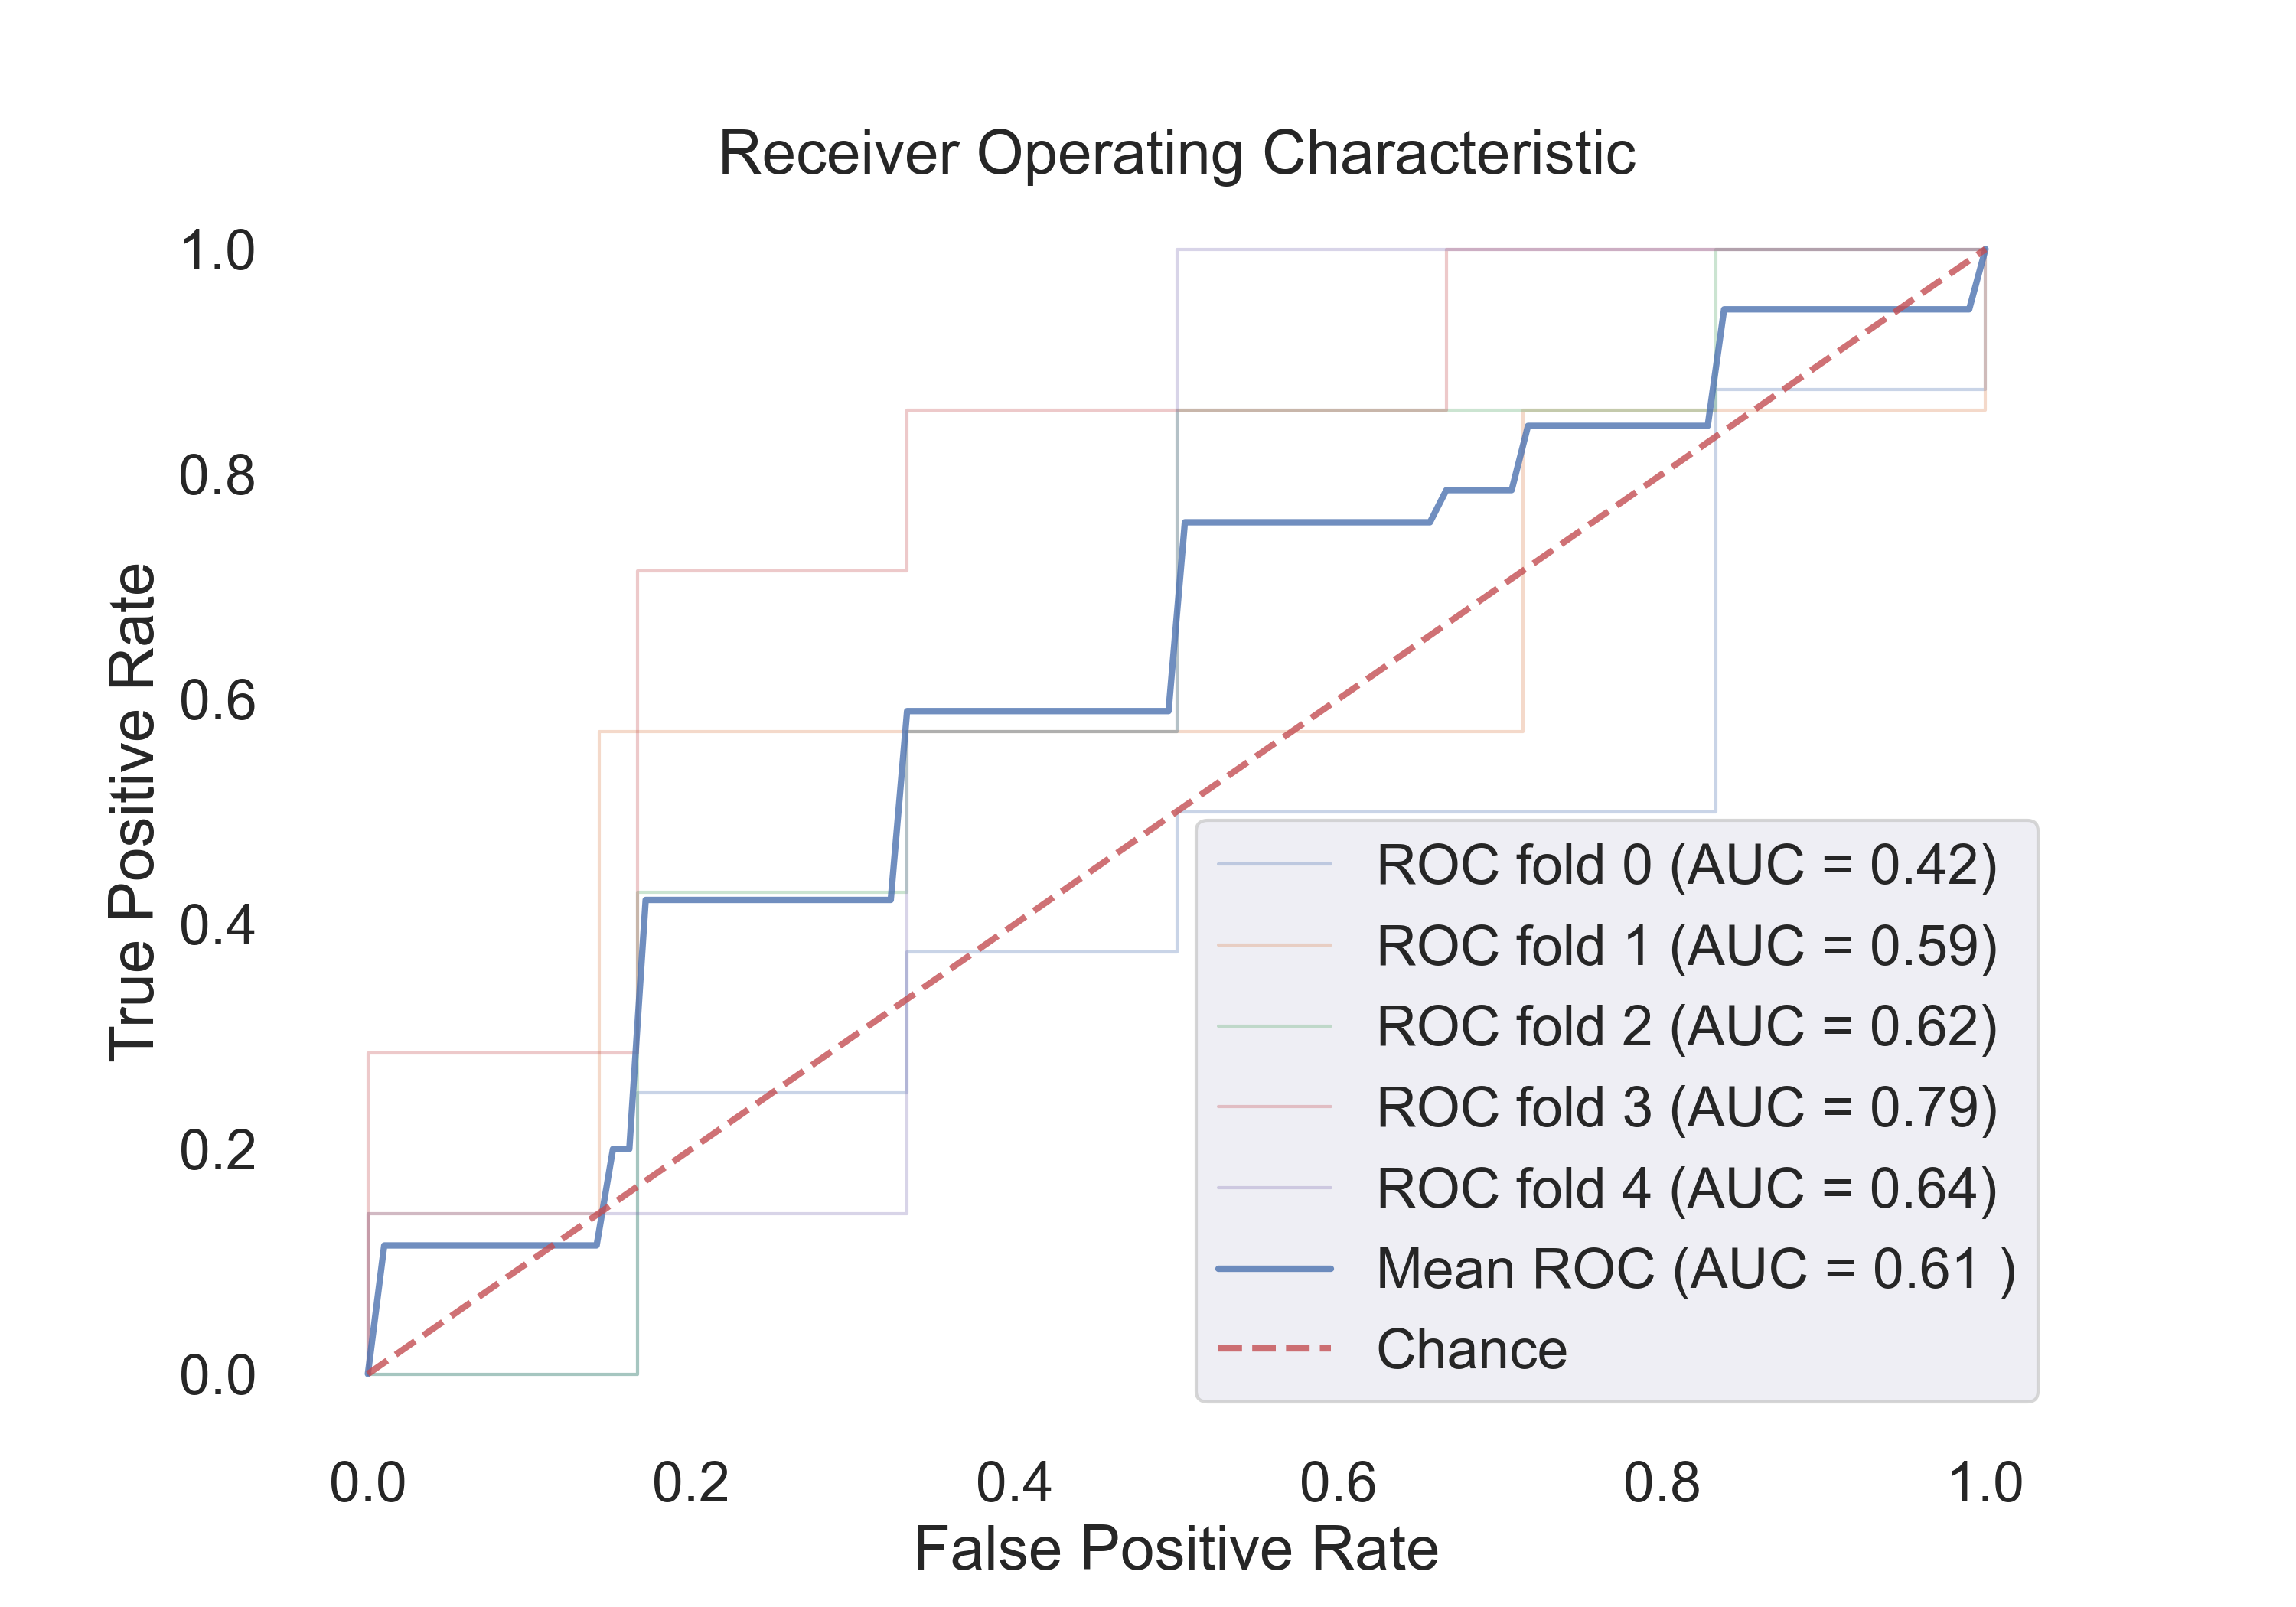 Receiver Operating Characteristic
1.0
0.8
0.6
0.4
0.2
0.0
True Positive Rate
ROC fold 0 (AUC = 0.42)
ROC fold 1 (AUC = 0.59)
ROC fold 2 (AUC = 0.62)
ROC fold 3 (AUC = 0.79)
ROC fold 4 (AUC = 0.64)
Mean ROC (AUC = 0.61 )
Chance
0.0 0.2 0.4 0.6 0.8 1.0
False Positive Rate